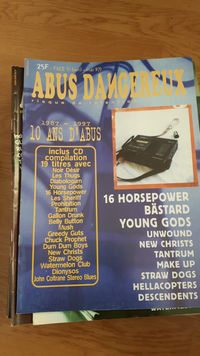 25F
ABUS DANGEREUX
1987 - 1997
10 ANS D'ABUS
inclus CD
compilation
19 titres avec
Noir Désir
Les Thugs
Diabologum
Young Gods
16 Horsepower
Les Sheriff
Prohibition
Tantrum
Gallon Drunk
Belly Button
Mush
Greedy Guts
Chuck Prophet
Dum Dum Boys
New Christs
Straw Dogs
Watermelon Club
Dionysos
John Coltrane Stereo Blues
16 HORSEPOWER
BÄSTARD
YOUNG GODS
UNWOUND
NEW CHRISTS
TANTRUM
MAKE UP
STRAW DOGS
HELLACOPTERS
DESCENDENTS